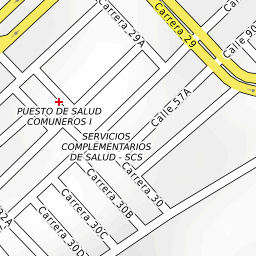 Carrera 29A
Carrera 29
Calle 90
Calle 57A
PUESTO DE SALUD
COMUNEROS I
SERVICIOS
COMPLEMENTARIOS
DE SALUD - SCS
Carrera 30
Carrera 30B
Carrera 30C
Carrera 30D